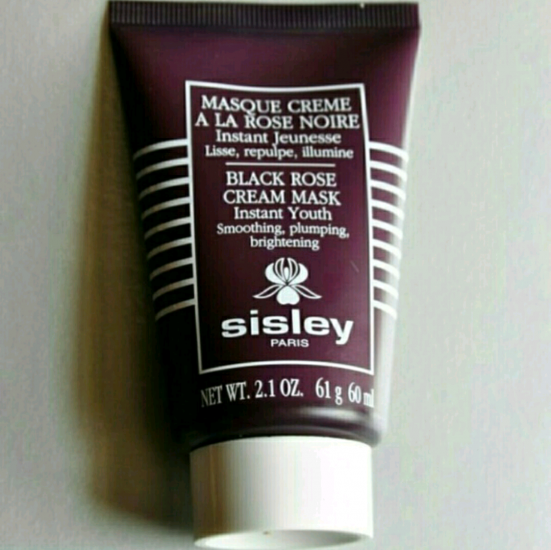 MASQUE CREME
A LA ROSE NOIRE
Instant Jeunesse
Lisse, repulpe, illumine
BLACK ROSE
CREAM MASK
Instant Youth
Smoothing, plumping,
brightening
sisley
PARIS
NET WT. 2.1 OZ. 61 g 60 ml